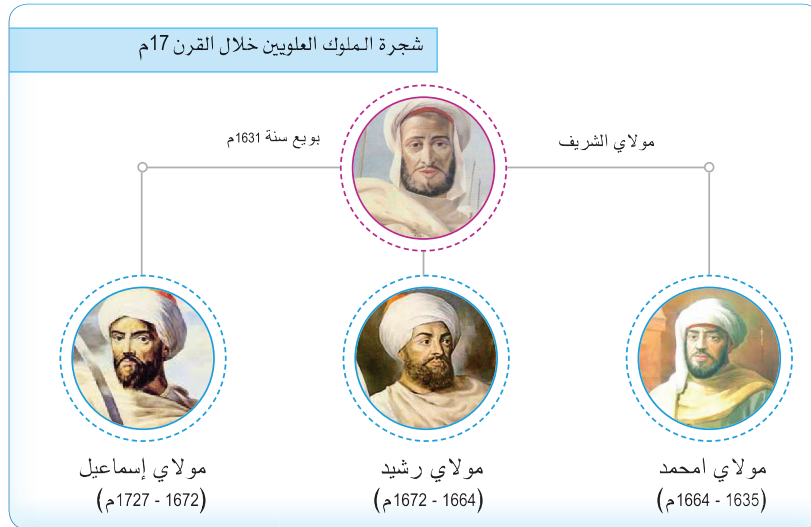 شجرة الملوك العلويين خلال القرن 17م
مولاي الشريف
بويع سنة 1631م
مولاي امحمد
(1635 - 1664م)
مولاي رشيد
(1664 - 1672م)
مولاي إسماعيل
(1672 - 1727م)